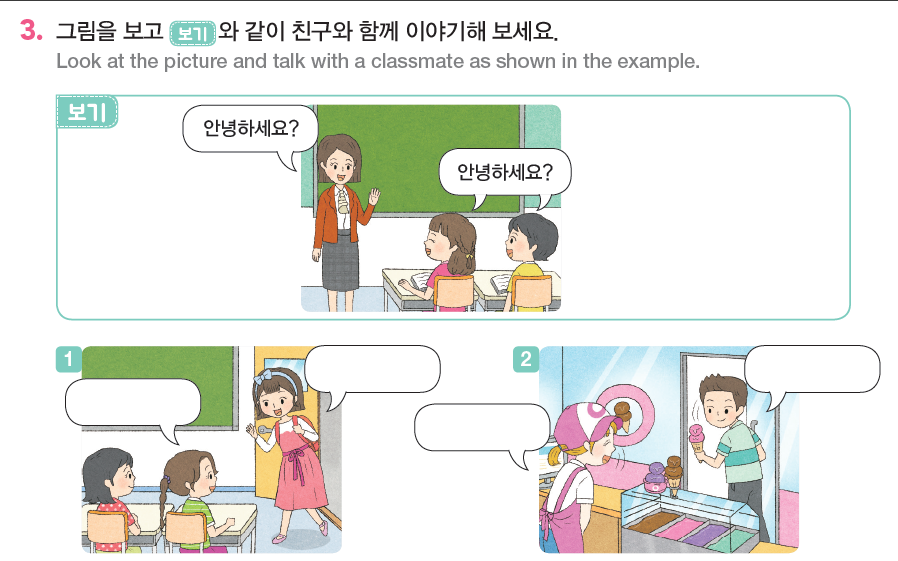 3. 그림을 보고 보기 와 같이 친구와 함께 이야기해 보세요.
Look at the picture and talk with a classmate as shown in the example.
보기
안녕하세요?
안녕하세요?
1
2